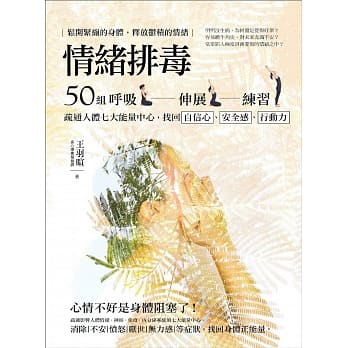 鬆開緊繃的身體,釋放鬱積的情緒
情緒排毒
50組呼吸——伸展——練習
疏通人體七大能量中心,找回自信心、安全感、行動力
王羽暄
著
心情不好是身體阻塞了!
消除|不安|憤怒|厭世|無力感|等症狀,找回身體正能量。